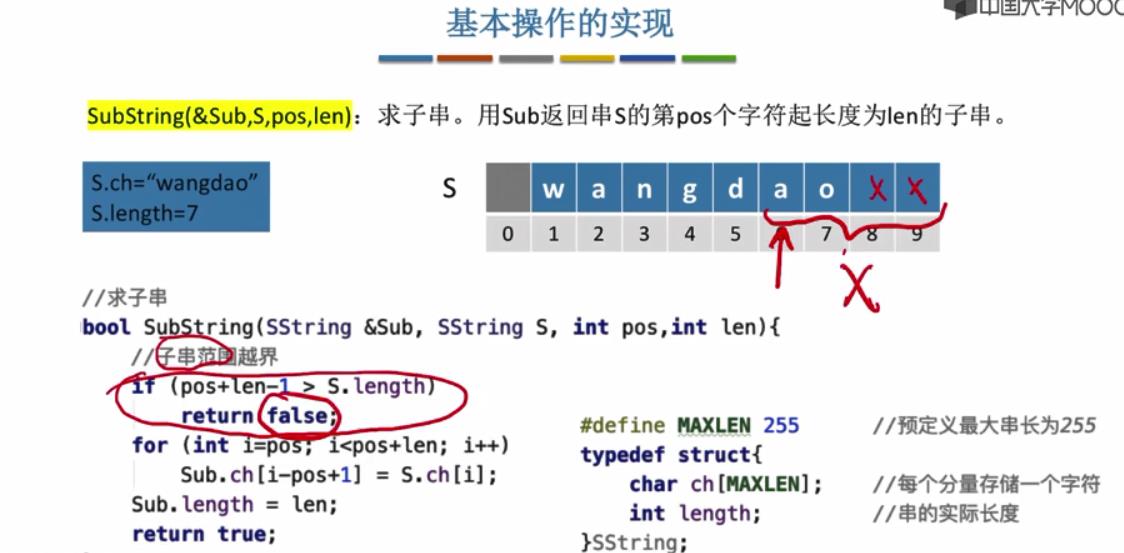 中国大学MOOC
基本操作的实现
SubString(&Sub,S,pos,len): 求子串。用Sub返回串S的第pos个字符起长度为len的子串。
S.ch="wangdao"
S.length=7
S w a n g d a o X X
0 1 2 3 4 5 7 8 9
X
//求子串
bool SubString(SString &Sub, SString S, int pos,int len){
//子串范围越界
if (pos+len-1 > S.length)
return false;
for (int i=pos; i<pos+len; i++)
Sub.ch[i-pos+1] = S.ch[i];
Sub.length = len;
return true;
#define MAXLEN 255 //预定义最大串长为255
typedef struct{
char ch[MAXLEN]; //每个分量存储一个字符
int length; //串的实际长度
}SString;